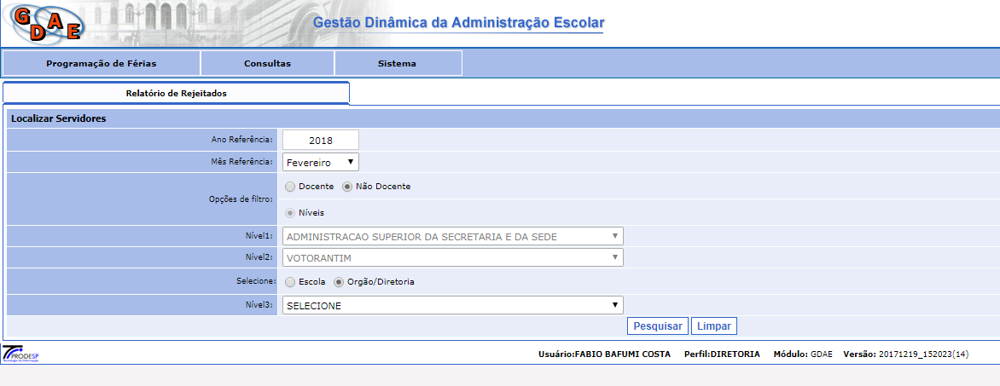 GDAE
Gestão Dinâmica da Administração Escolar
Programação de Férias Consultas Sistema
Relatório de Rejeitados
Localizar Servidores
Ano Referência: 2018
Mês Referência: Fevereiro
Opções de filtro: Docente Não Docente
Níveis
Nível1: ADMINISTRACAO SUPERIOR DA SECRETARIA E DA SEDE
Nível2: VOTORANTIM
Selecione: Escola Orgão/Diretoria
Nível3: SELECIONE
Pesquisar Limpar
PRODESP
Tecnologia da Informação
Usuário:FABIO BAFUMI COSTA Perfil:DIRETORIA Módulo: GDAE Versão: 20171219_152023(14)